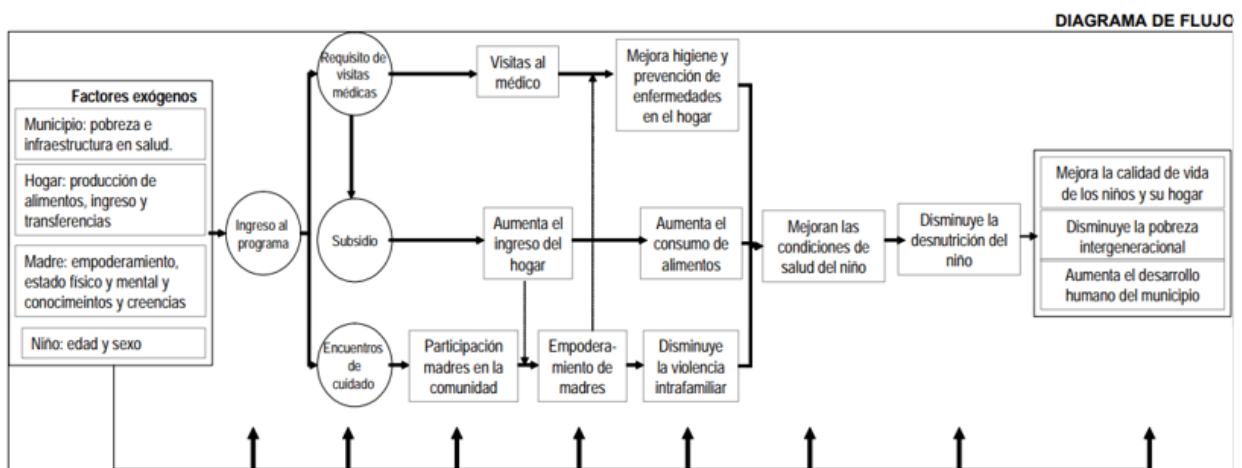 DIAGRAMA DE FLUJO
Factores exógenos
Municipio: pobreza e
infraestructura en salud.
Hogar: producción de
alimentos, ingreso y
transferencias
Madre: empoderamiento,
estado físico y mental y
conocimeintos y creencias
Niño: edad y sexo
Ingreso al
programa
Requisito de
visitas
médicas
Subsidio
Encuentros
de
cuidado
Visitas al
médico
Aumenta el
ingreso del
hogar
Participación
madres en la
comunidad
Empodera-
miento de
madres
Mejora higiene y
prevención de
enfermedades
en el hogar
Aumenta el
consumo de
alimentos
Disminuye
la violencia
intrafamiliar
Mejoran las
condiciones de
salud del niño
Disminuye la
desnutrición del
niño
Mejora la calidad de vida
de los niños y su hogar
Disminuye la pobreza
intergeneracional
Aumenta el desarrollo
humano del municipio